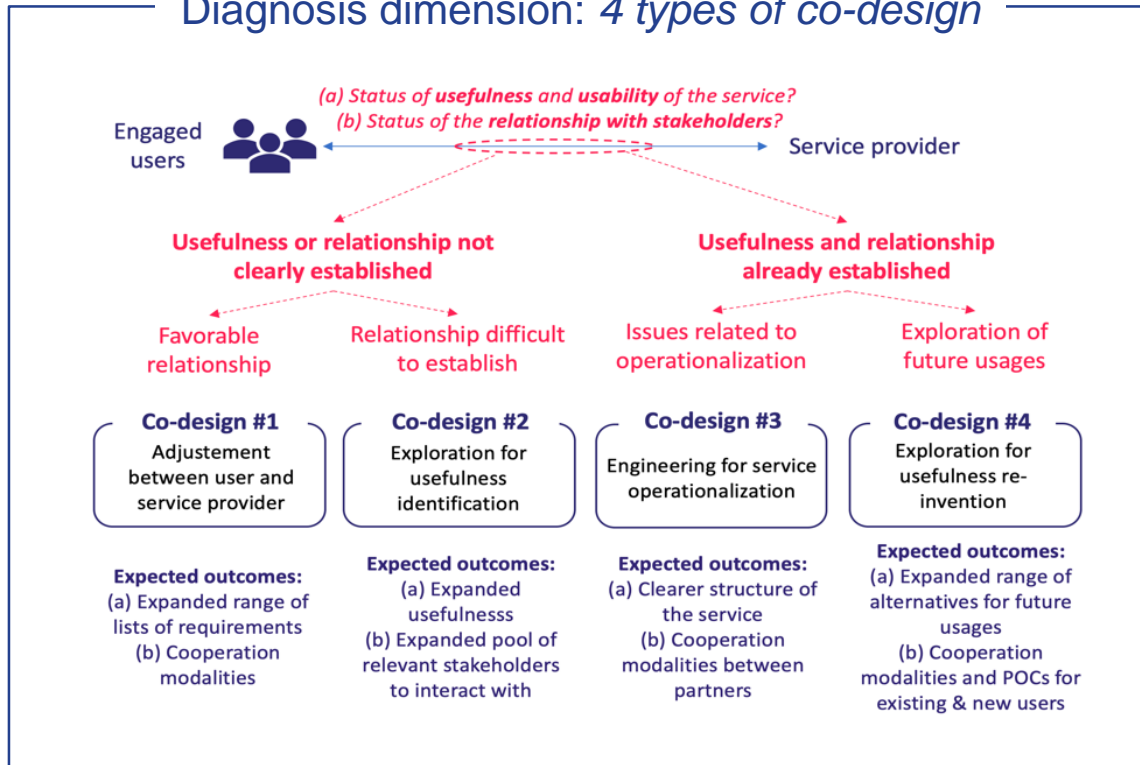 Diagnosis dimension: 4 types of co-design
(a) Status of usefulness and usability of the service?
(b) Status of the relationship with stakeholders?
Engaged
users
Service provider
Usefulness or relationship not
clearly established
Usefulness and relationship
already established
Favorable
relationship
Relationship difficult
to establish
Issues related to
operationalization
Exploration of
future usages
Co-design #1
Adjustement
between user and
service provider
Co-design #2
Exploration for
usefulness
identification
Co-design #3
Engineering for service
operationalization
Co-design #4
Exploration for
usefulness re-
invention
Expected outcomes:
(a) Expanded range of
lists of requirements
(b) Cooperation
modalities
Expected outcomes:
(a) Expanded
usefulnesss
(b) Expanded pool of
relevant stakeholders
to interact with
Expected outcomes:
(a) Clearer structure of
the service
(b) Cooperation
modalities between
partners
Expected outcomes:
(a) Expanded range of
alternatives for future
usages
(b) Cooperation
modalities and POCs for
existing & new users